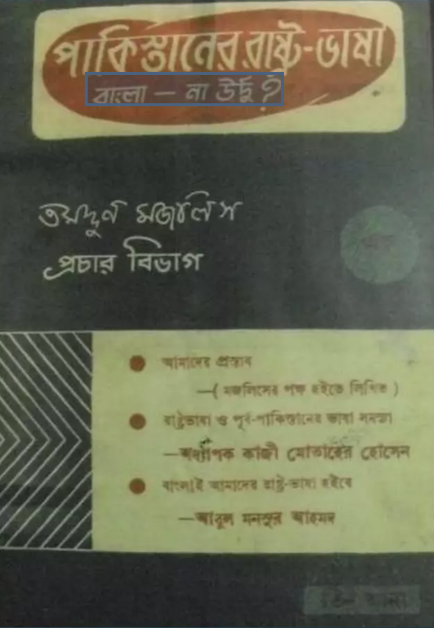 পাকিস্তানের রাষ্ট্র-ভাষা
বাংলা — না উর্দু?
তমদ্দুন মজলিস
প্রচার বিভাগ
আমাদের প্রস্তাব
—( মজলিসের পক্ষ হইতে লিখিত )
রাষ্ট্রভাষা ও পূর্ব-পাকিস্তানের ভাষা সমস্যা
—অধ্যাপক কাজী মোতাহের হোসেন
বাংলাই আমাদের রাষ্ট্র-ভাষা হইবে
—আবুল মনসুর আহমদ